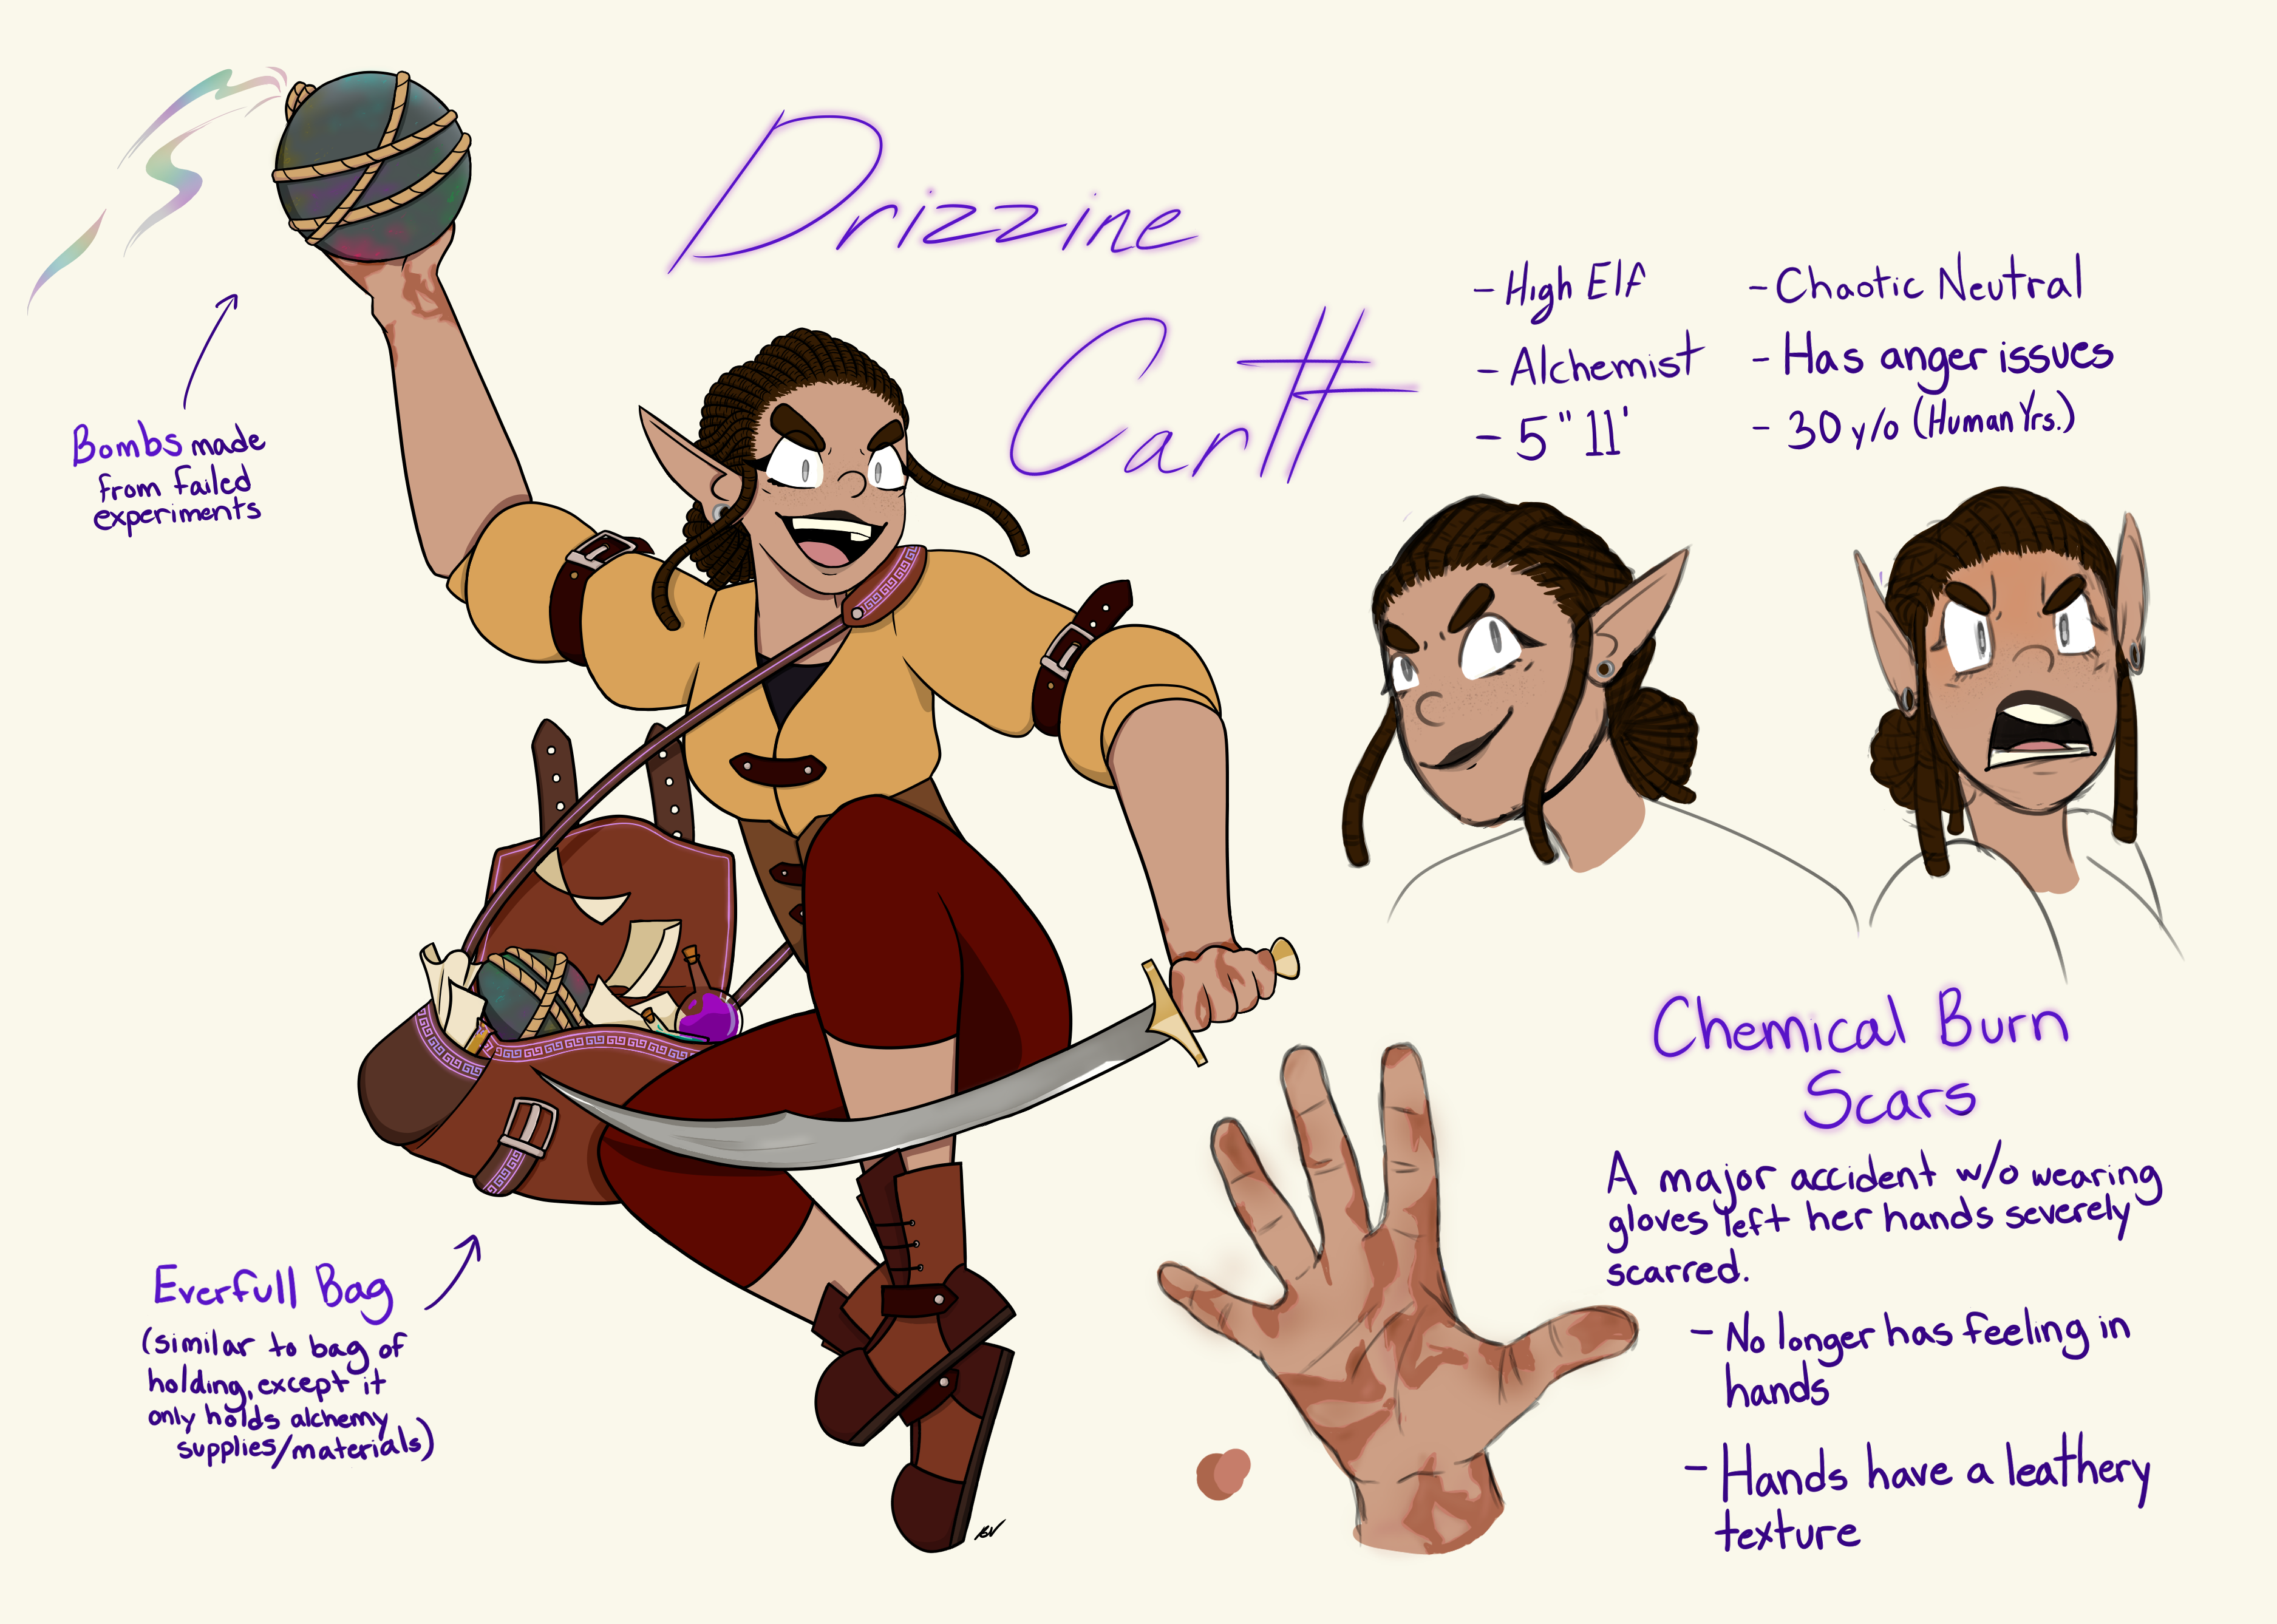 Drizzine
Cartt
- High Elf
- Alchemist
- 5"11'
- Chaotic Neutral
- Has anger issues
- 30 y/o (Human Yrs.)
Bombs made
from failed
experiments
Everfull Bag
(similar to bag of
holding, except it
only holds alchemy
supplies/materials)
Chemical Burn
Scars
A major accident w/o wearing
gloves left her hands severely
scarred.
- No longer has feeling in
hands
- Hands have a leathery
texture